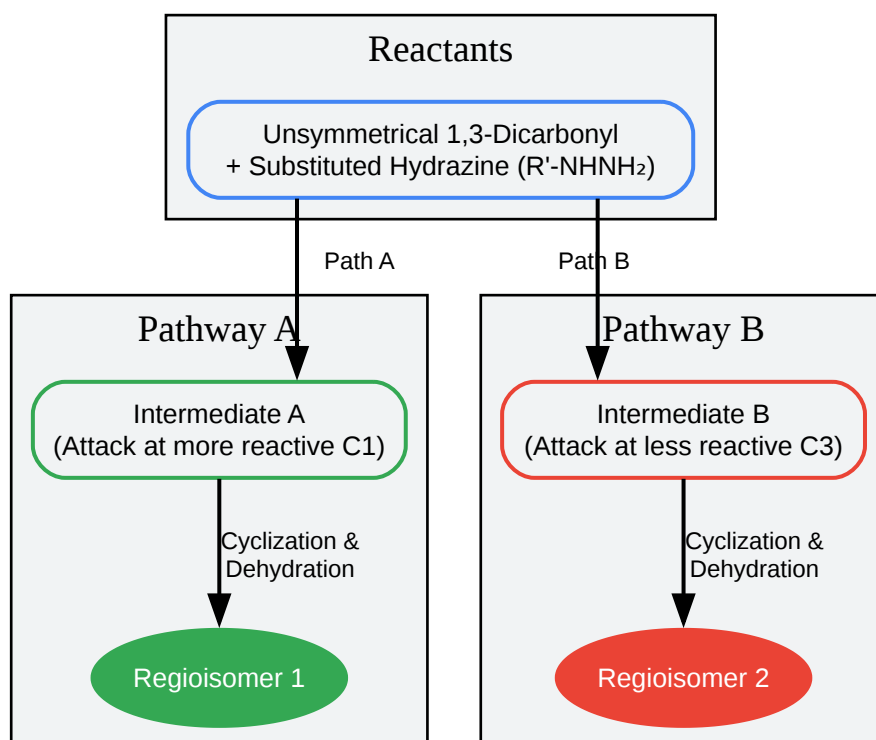 Reactants
Unsymmetrical 1,3-Dicarbonyl
+ Substituted Hydrazine (R'-NHNH₂)
Path A
Path B
Pathway A
Intermediate A
(Attack at more reactive C1)
Cyclization &
Dehydration
Regioisomer 1
Pathway B
Intermediate B
(Attack at less reactive C3)
Cyclization &
Dehydration
Regioisomer 2